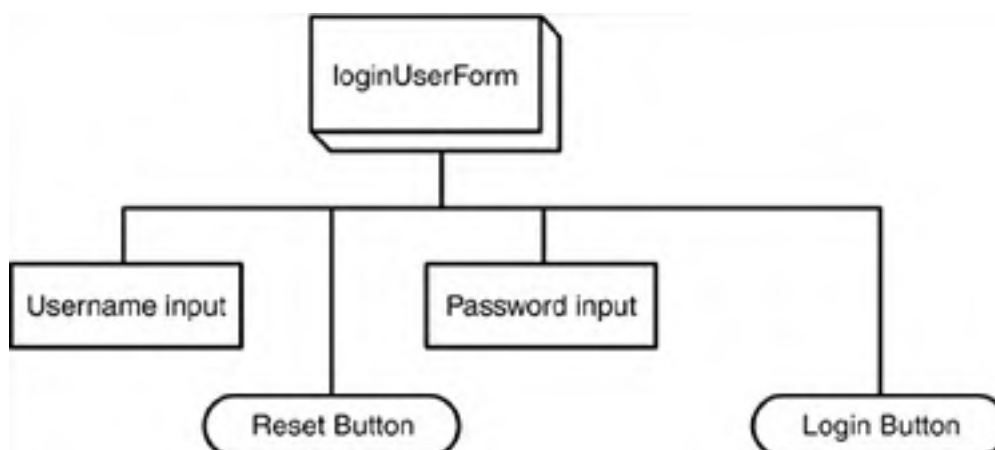 loginUserForm
Username input
Password input
Reset Button
Login Button